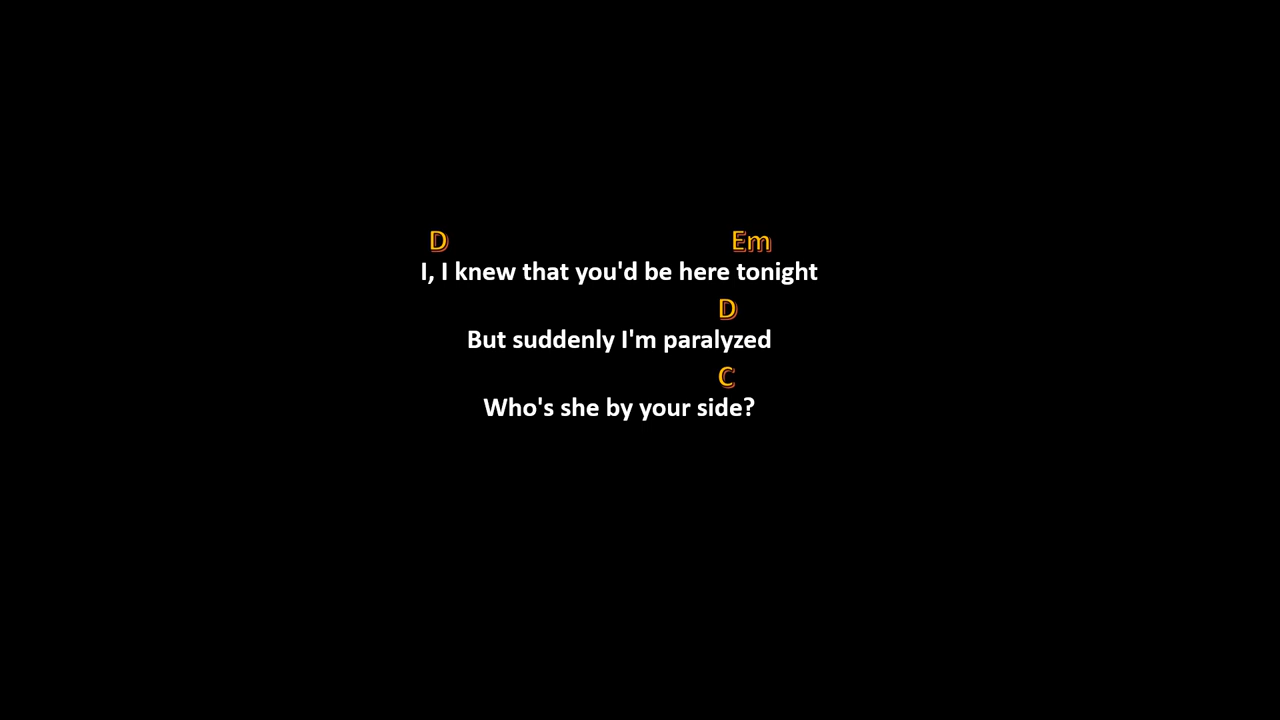 D Em
I, I knew that you'd be here tonight
D
But suddenly I'm paralyzed
C
Who's she by your side?